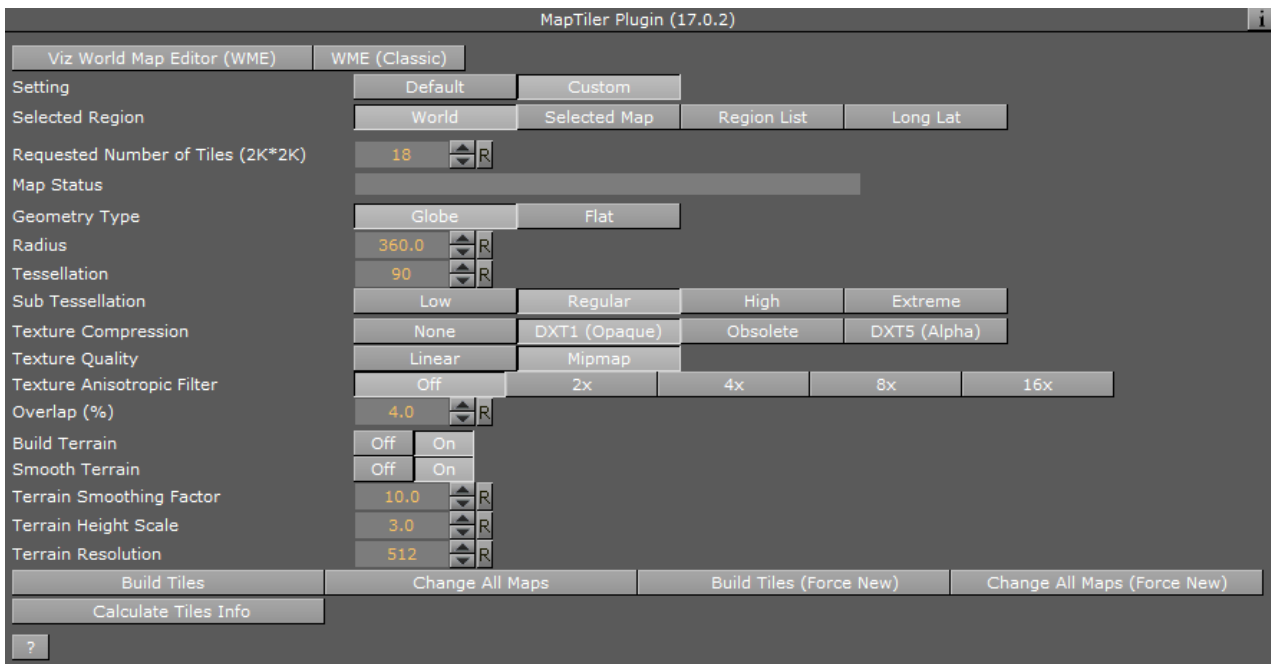 MapTiler Plugin (17.0.2) i
Viz World Map Editor (WME) WME (Classic)
Setting Default Custom
Selected Region World Selected Map Region List Long Lat
Requested Number of Tiles (2K*2K) 18 R
Map Status
Geometry Type Globe Flat
Radius 360.0 R
Tessellation 90 R
Sub Tessellation Low Regular High Extreme
Texture Compression None DXT1 (Opaque) Obsolete DXT5 (Alpha)
Texture Quality Linear Mipmap
Texture Anisotropic Filter Off 2x 4x 8x 16x
Overlap (%) 4.0 R
Build Terrain Off On
Smooth Terrain Off On
Terrain Smoothing Factor 10.0 R
Terrain Height Scale 3.0 R
Terrain Resolution 512 R
Build Tiles Change All Maps Build Tiles (Force New) Change All Maps (Force New)
Calculate Tiles Info
?